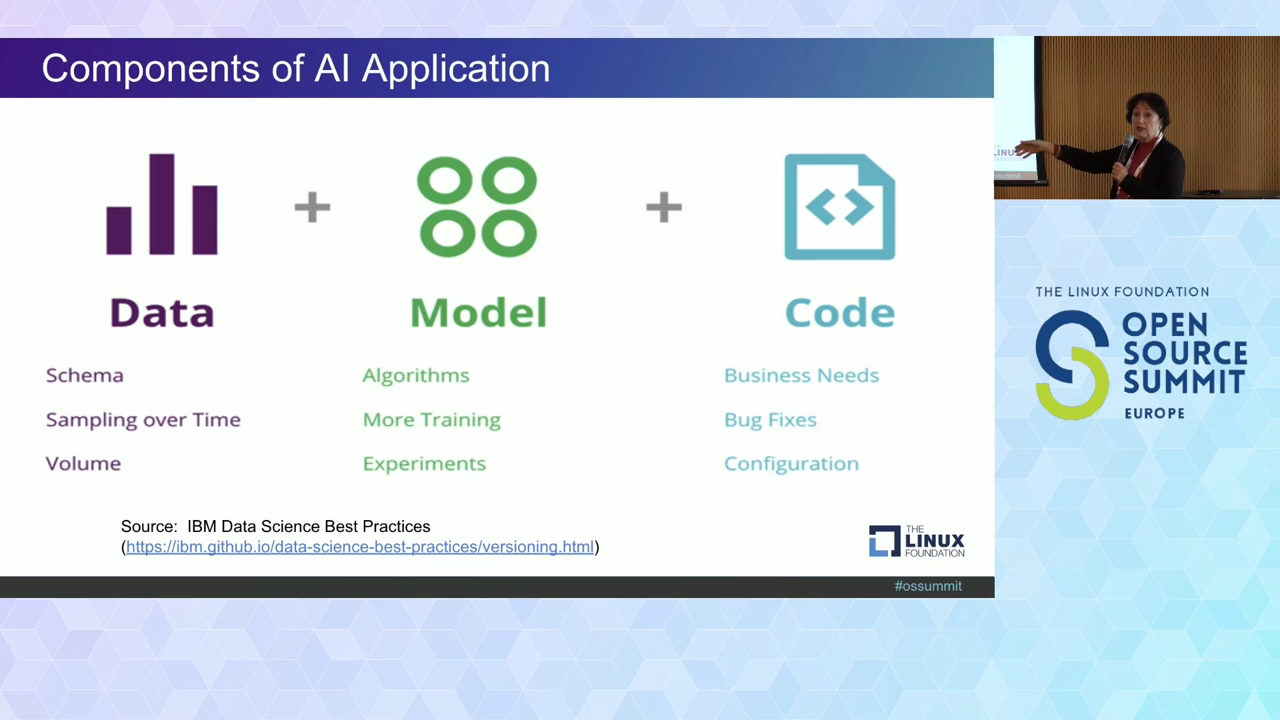 Components of AI Application
Data
+
Model
+
Code
Schema
Sampling over Time
Volume
Algorithms
More Training
Experiments
Business Needs
Bug Fixes
Configuration
Source: IBM Data Science Best Practices
(https://ibm.github.io/data-science-best-practices/versioning.html)
THE
LINUX
FOUNDATION
#ossummit
THE LINUX FOUNDATION
OPEN
SOURCE
SUMMIT
EUROPE